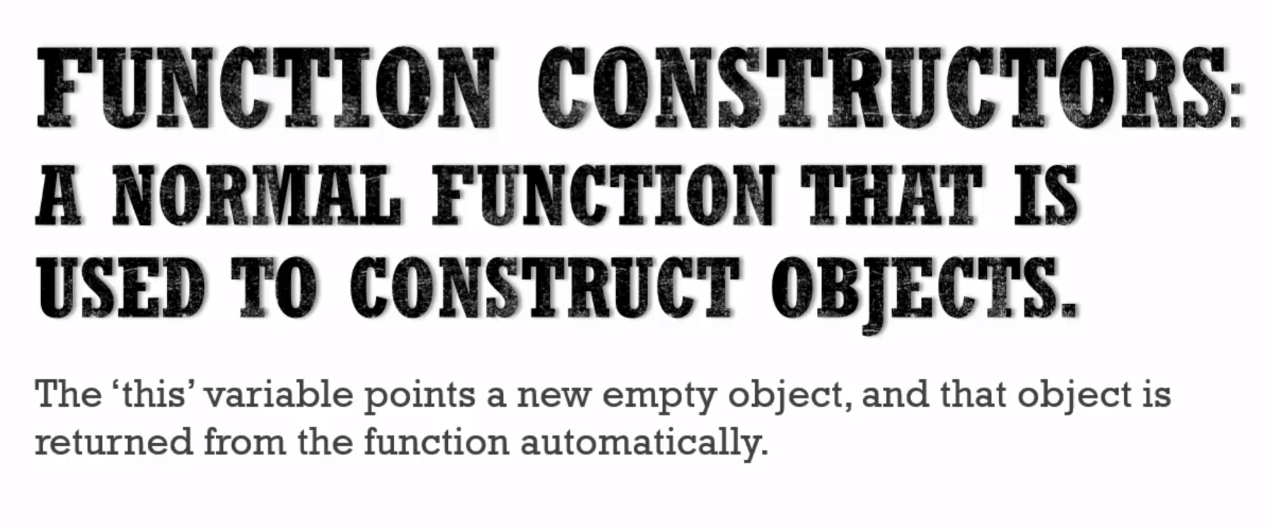 FUNCTION CONSTRUCTORS:
A NORMAL FUNCTION THAT IS
USED TO CONSTRUCT OBJECTS.
The ‘this’ variable points a new empty object, and that object is
returned from the function automatically.